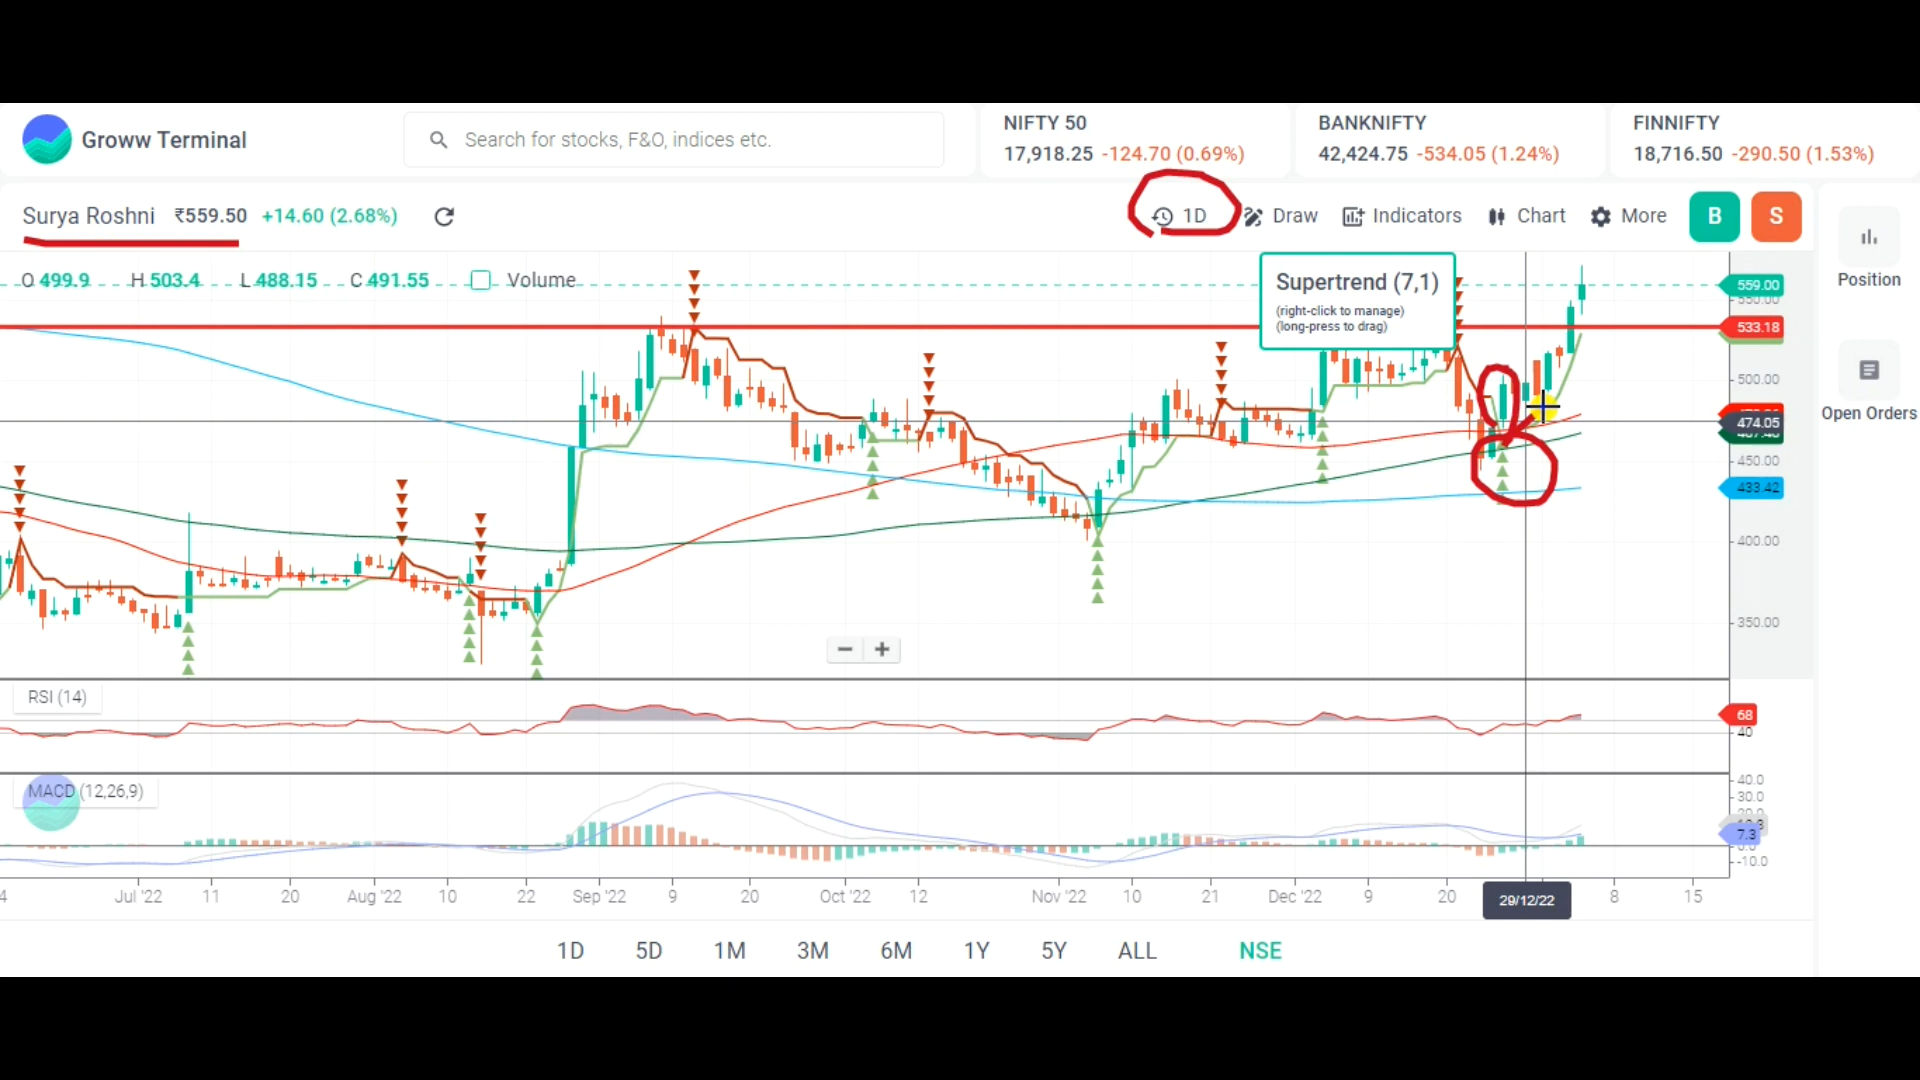 Groww Terminal
Search for stocks, F&O, indices etc.
NIFTY 50
17,918.25 -124.70 (0.69%)
BANKNIFTY
42,424.75 -534.05 (1.24%)
FINNIFTY
18,716.50 -290.50 (1.53%)
Surya Roshni ₹559.50 +14.60 (2.68%)
1D Draw Indicators Chart More B S
Position
Open Orders
O 499.9 H 503.4 L 488.15 C 491.55 Volume
Supertrend (7,1)
(right-click to manage)
(long-press to drag)
559.00
533.18
500.00
474.05
450.00
433.42
400.00
350.00
RSI (14)
68
40
MACD (12,26,9)
40.0
30.0
7.3
-10.0
4 Jul '22 11 20 Aug '22 10 22 Sep '22 9 20 Oct '22 12 Nov '22 10 21 Dec '22 9 20 29/12/22 8 15
1D 5D 1M 3M 6M 1Y 5Y ALL NSE